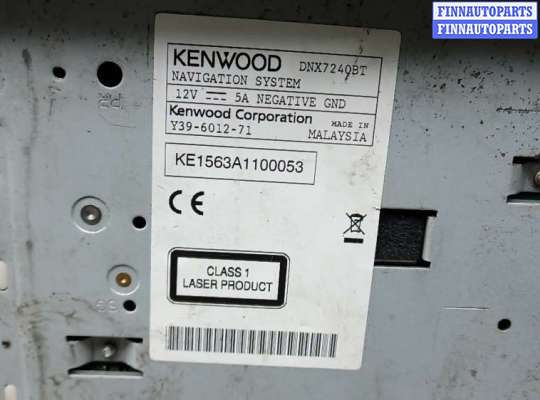 FINNAUTOPARTS
FINNAUTOPARTS
KENWOOD DNX7240BT
NAVIGATION SYSTEM
12V 5A NEGATIVE GND
Kenwood Corporation MADE IN
Y39-6012-71 MALAYSIA
KE1563A1100053
CE
CLASS 1
LASER PRODUCT